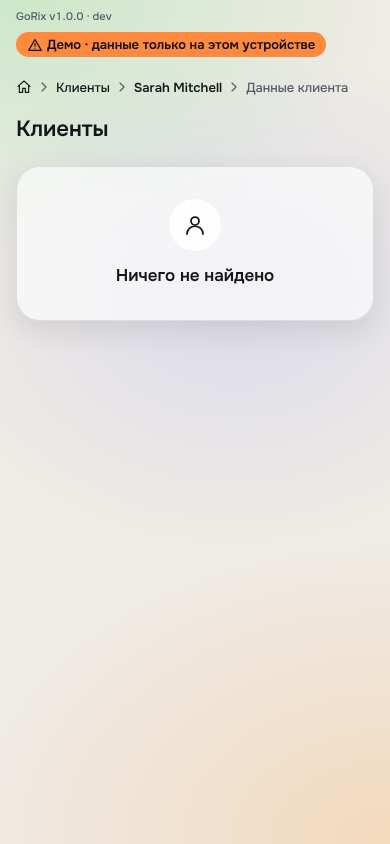 GoRix v1.0.0 · dev
Демо · данные только на этом устройстве
Клиенты Sarah Mitchell Данные клиента
Клиенты
Ничего не найдено